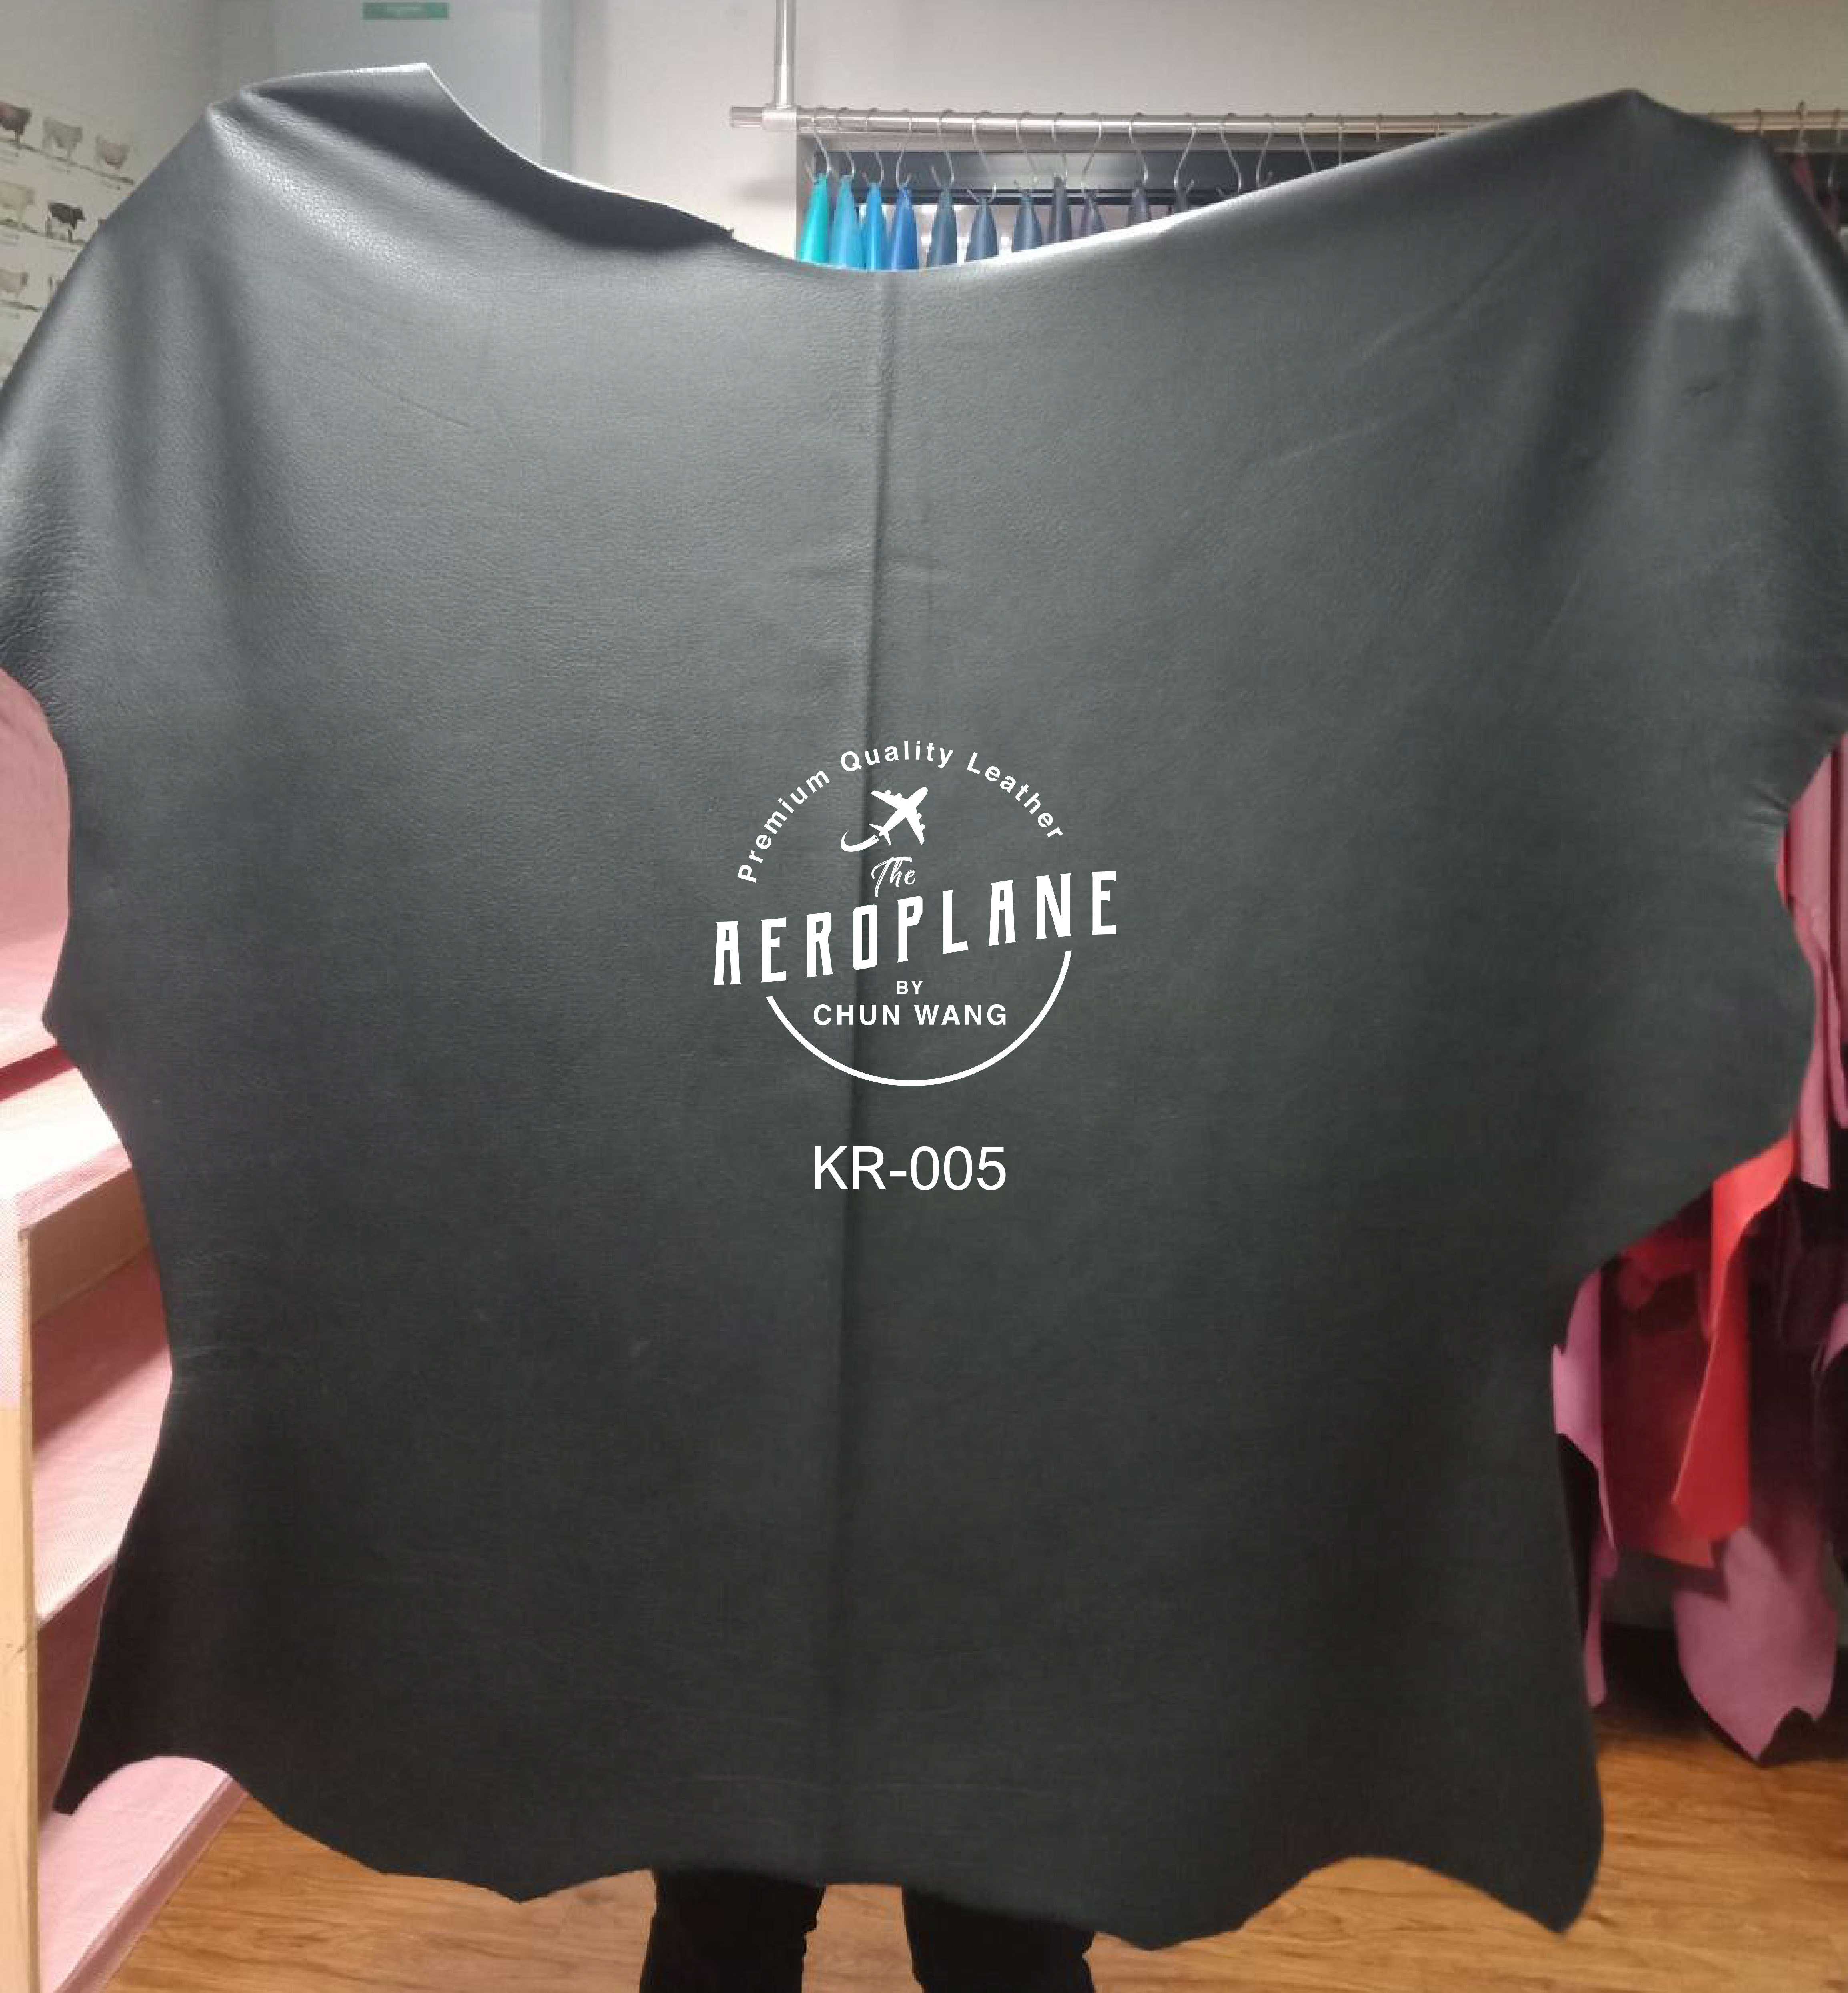 Premium Quality Leather
The
AEROPLANE
BY
CHUN WANG
KR-005